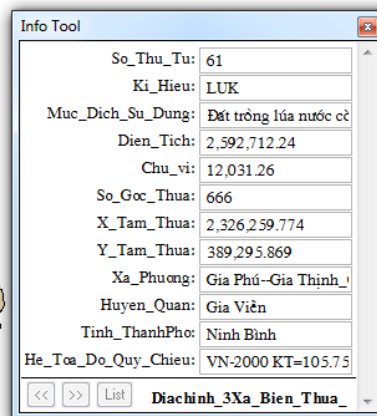 Info Tool
So_Thu_Tu: 61
Ki_Hieu: LUK
Muc_Dich_Su_Dung: Đất trồng lúa nước cò
Dien_Tich: 2,592,712.24
Chu_vi: 12,031.26
So_Goc_Thua: 666
X_Tam_Thua: 2,326,259.774
Y_Tam_Thua: 389,295.869
Xa_Phuong: Gia Phú--Gia Thịnh_
Huyen_Quan: Gia Viễn
Tinh_ThanhPho: Ninh Bình
He_Toa_Do_Quy_Chieu: VN-2000 KT=105.75
<< >> List Diachinh_3Xa_Bien_Thua_